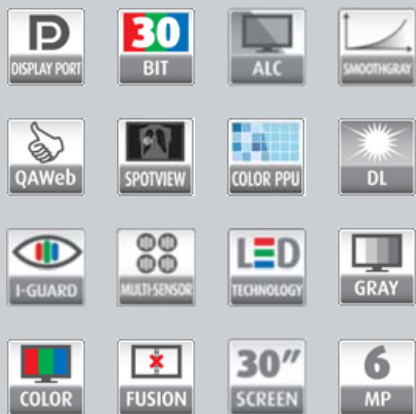 D
DISPLAY PORT
30
BIT
ALC
SMOOTHGRAY
QAWeb
SPOTVIEW
COLOR PPU
DL
I-GUARD
MULTI-SENSOR
LED
TECHNOLOGY
GRAY
COLOR
FUSION
30"
SCREEN
6
MP